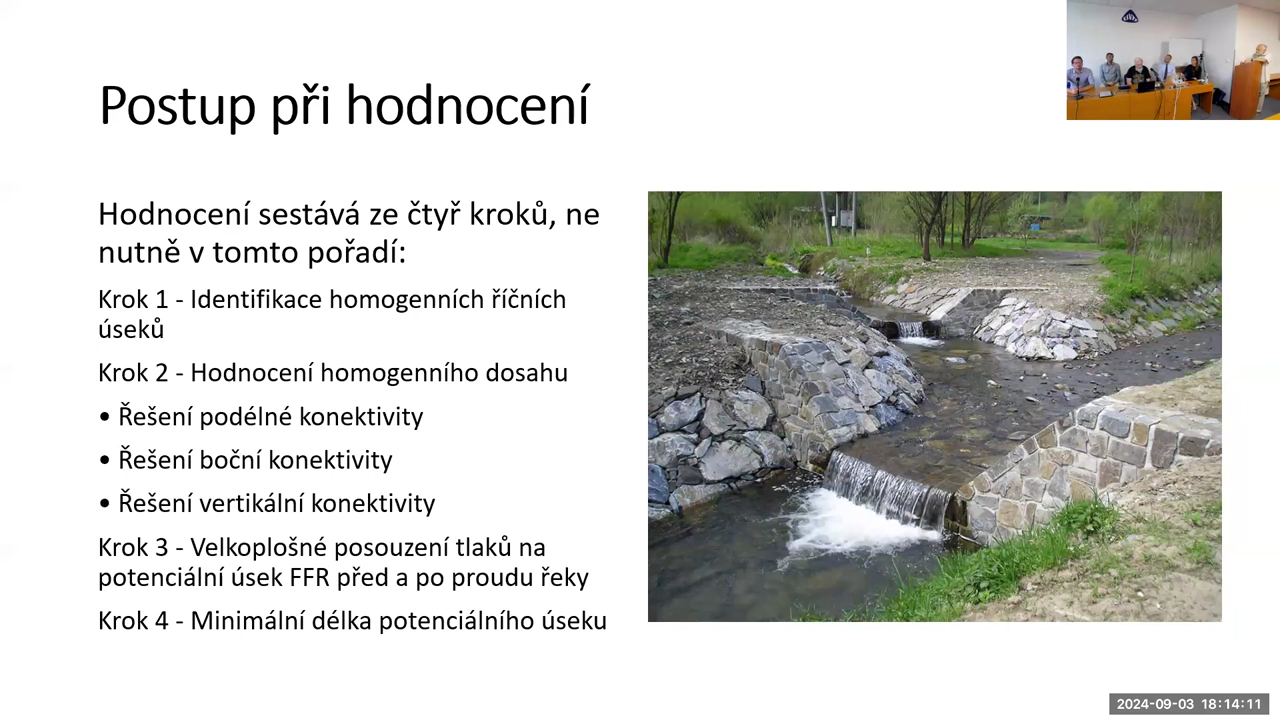 Postup při hodnocení
Hodnocení sestává ze čtyř kroků, ne
nutně v tomto pořadí:
Krok 1 - Identifikace homogenních říčních
úseků
Krok 2 - Hodnocení homogenního dosahu
• Řešení podélné konektivity
• Řešení boční konektivity
• Řešení vertikální konektivity
Krok 3 - Velkoplošné posouzení tlaků na
potenciální úsek FFR před a po proudu řeky
Krok 4 - Minimální délka potenciálního úseku
2024-09-03 18:14:11